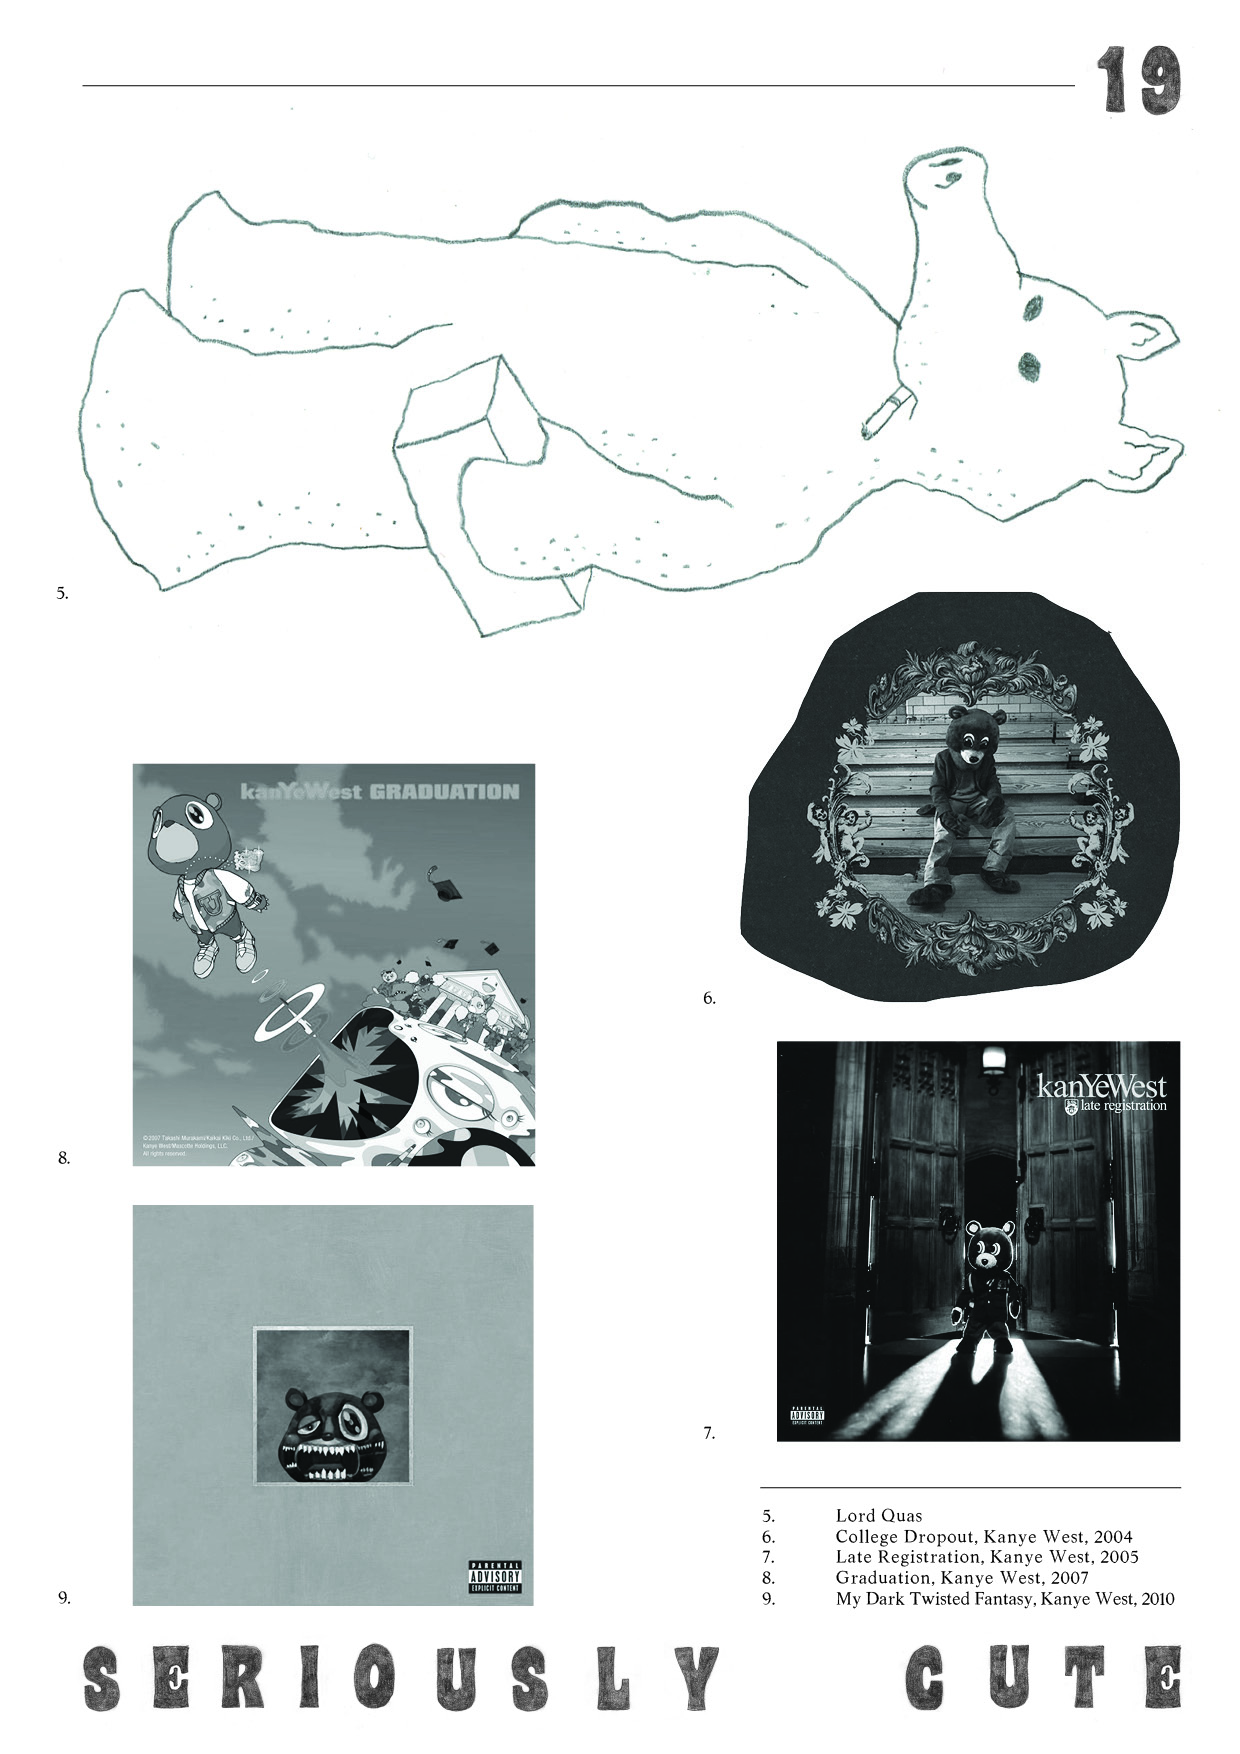 19
5.
6.
kanYeWest GRADUATION
©2007 Takashi Murakami/Kaikai Kiki Co., Ltd./
Kanye West/Mascotte Holdings, LLC.
All rights reserved.
8.
kanYeWest
late registration
PARENTAL
ADVISORY
EXPLICIT CONTENT
7.
PARENTAL
ADVISORY
EXPLICIT CONTENT
9.
5. Lord Quas
6. College Dropout, Kanye West, 2004
7. Late Registration, Kanye West, 2005
8. Graduation, Kanye West, 2007
9. My Dark Twisted Fantasy, Kanye West, 2010
SERIOUSLY CUTE